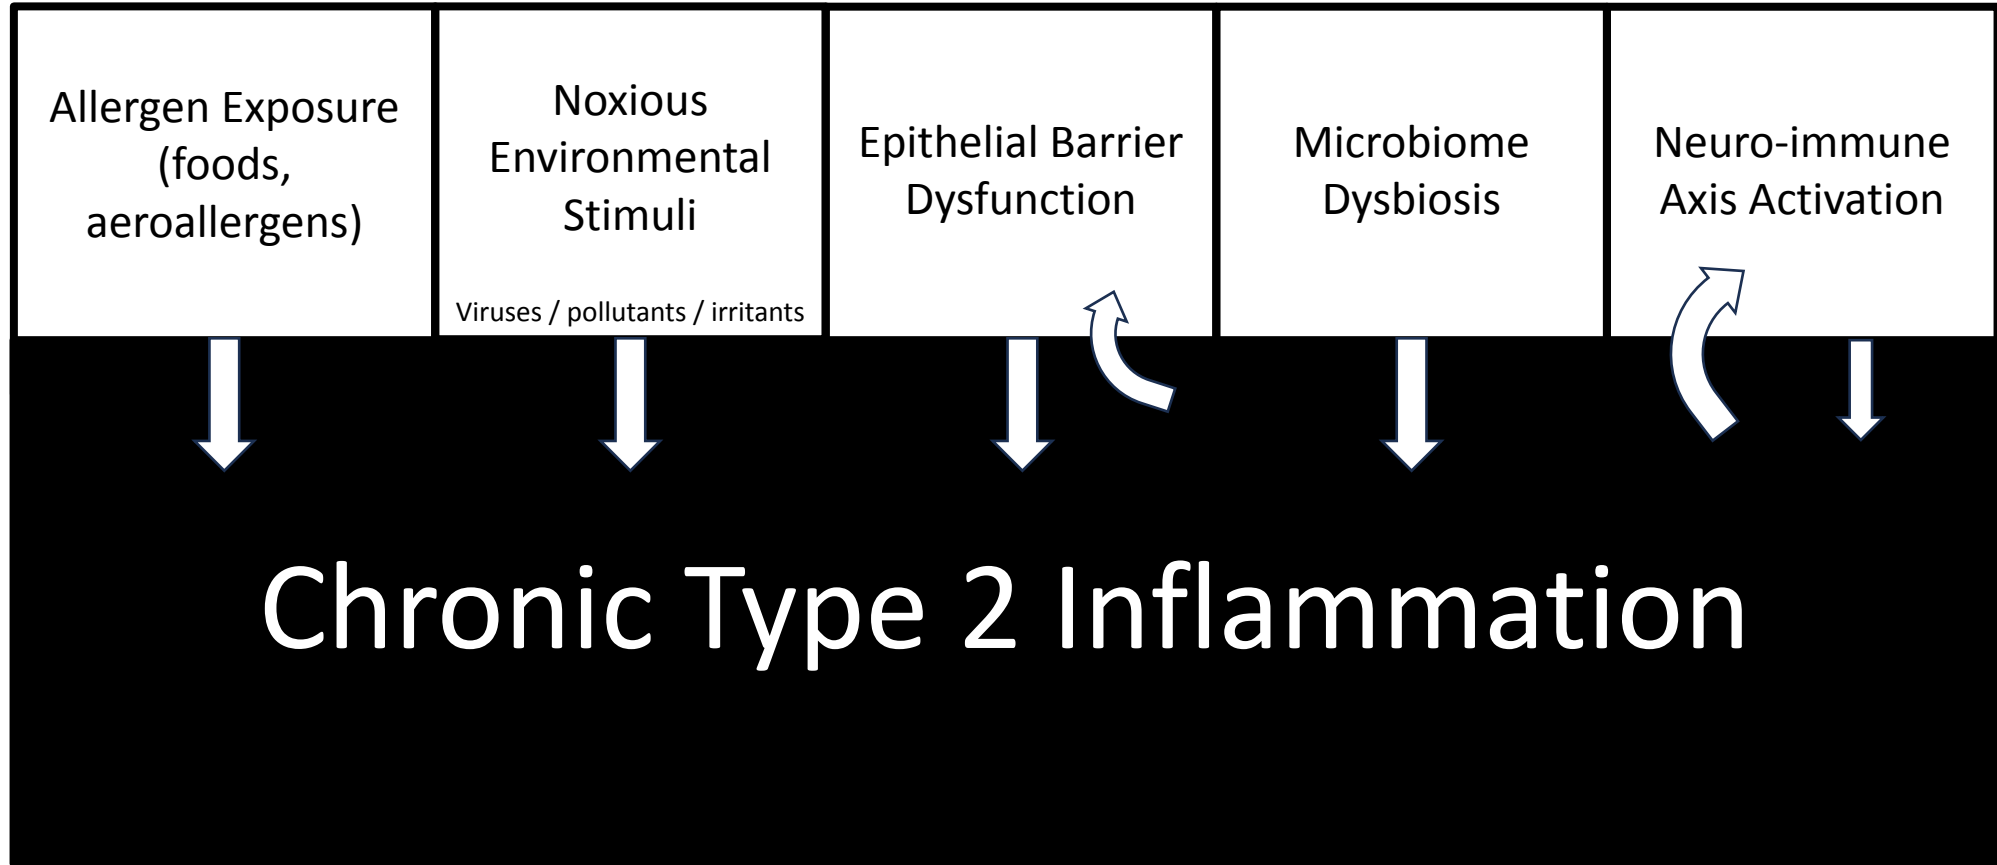 Allergen Exposure
(foods,
aeroallergens)
Noxious
Environmental
Stimuli
Viruses / pollutants / irritants
Epithelial Barrier
Dysfunction
Microbiome
Dysbiosis
Neuro-immune
Axis Activation
Chronic Type 2 Inflammation